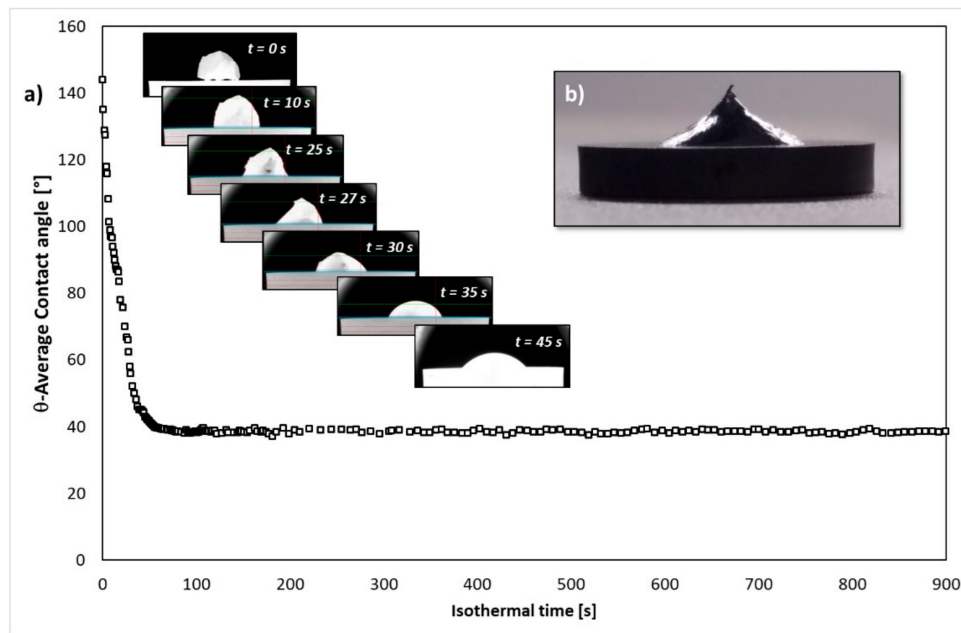 θ-Average Contact angle [°]
160
140
120
100
80
60
40
20
0
a)
t = 0 s
t = 10 s
t = 25 s
t = 27 s
t = 30 s
t = 35 s
t = 45 s
b)
0
100
200
300
400
500
600
700
800
900
Isothermal time [s]